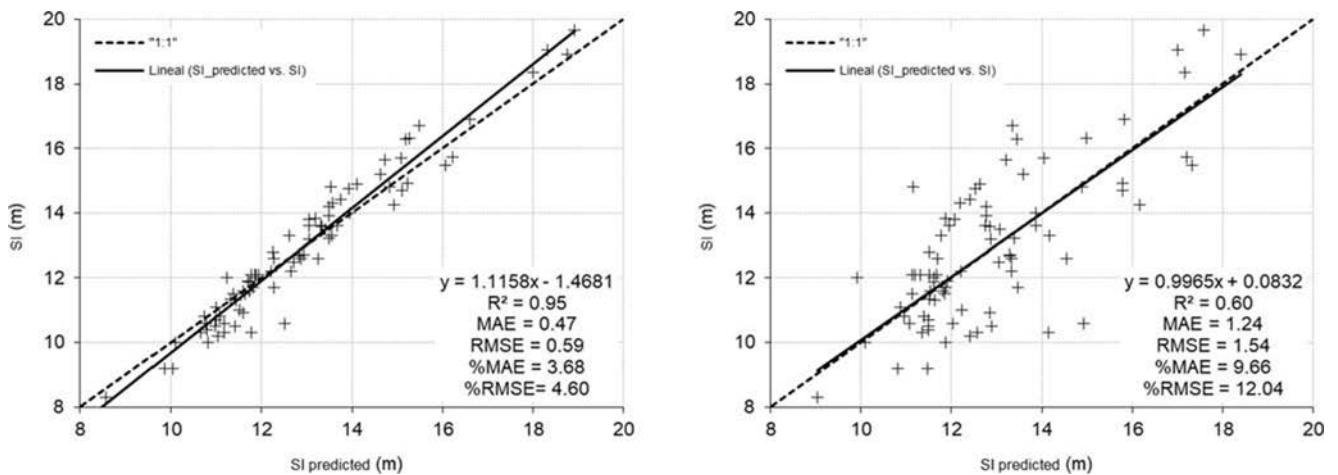 20
18
16
14
12
10
8
SI (m)
"1:1"
Lineal (SI_predicted vs. SI)
y = 1.1158x - 1.4681
R² = 0.95
MAE = 0.47
RMSE = 0.59
%MAE = 3.68
%RMSE= 4.60
8 10 12 14 16 18 20
SI predicted (m)
20
18
16
14
12
10
8
SI (m)
"1:1"
Lineal (SI_predicted vs. SI)
y = 0.9965x + 0.0832
R² = 0.60
MAE = 1.24
RMSE = 1.54
%MAE = 9.66
%RMSE = 12.04
8 10 12 14 16 18 20
SI predicted (m)